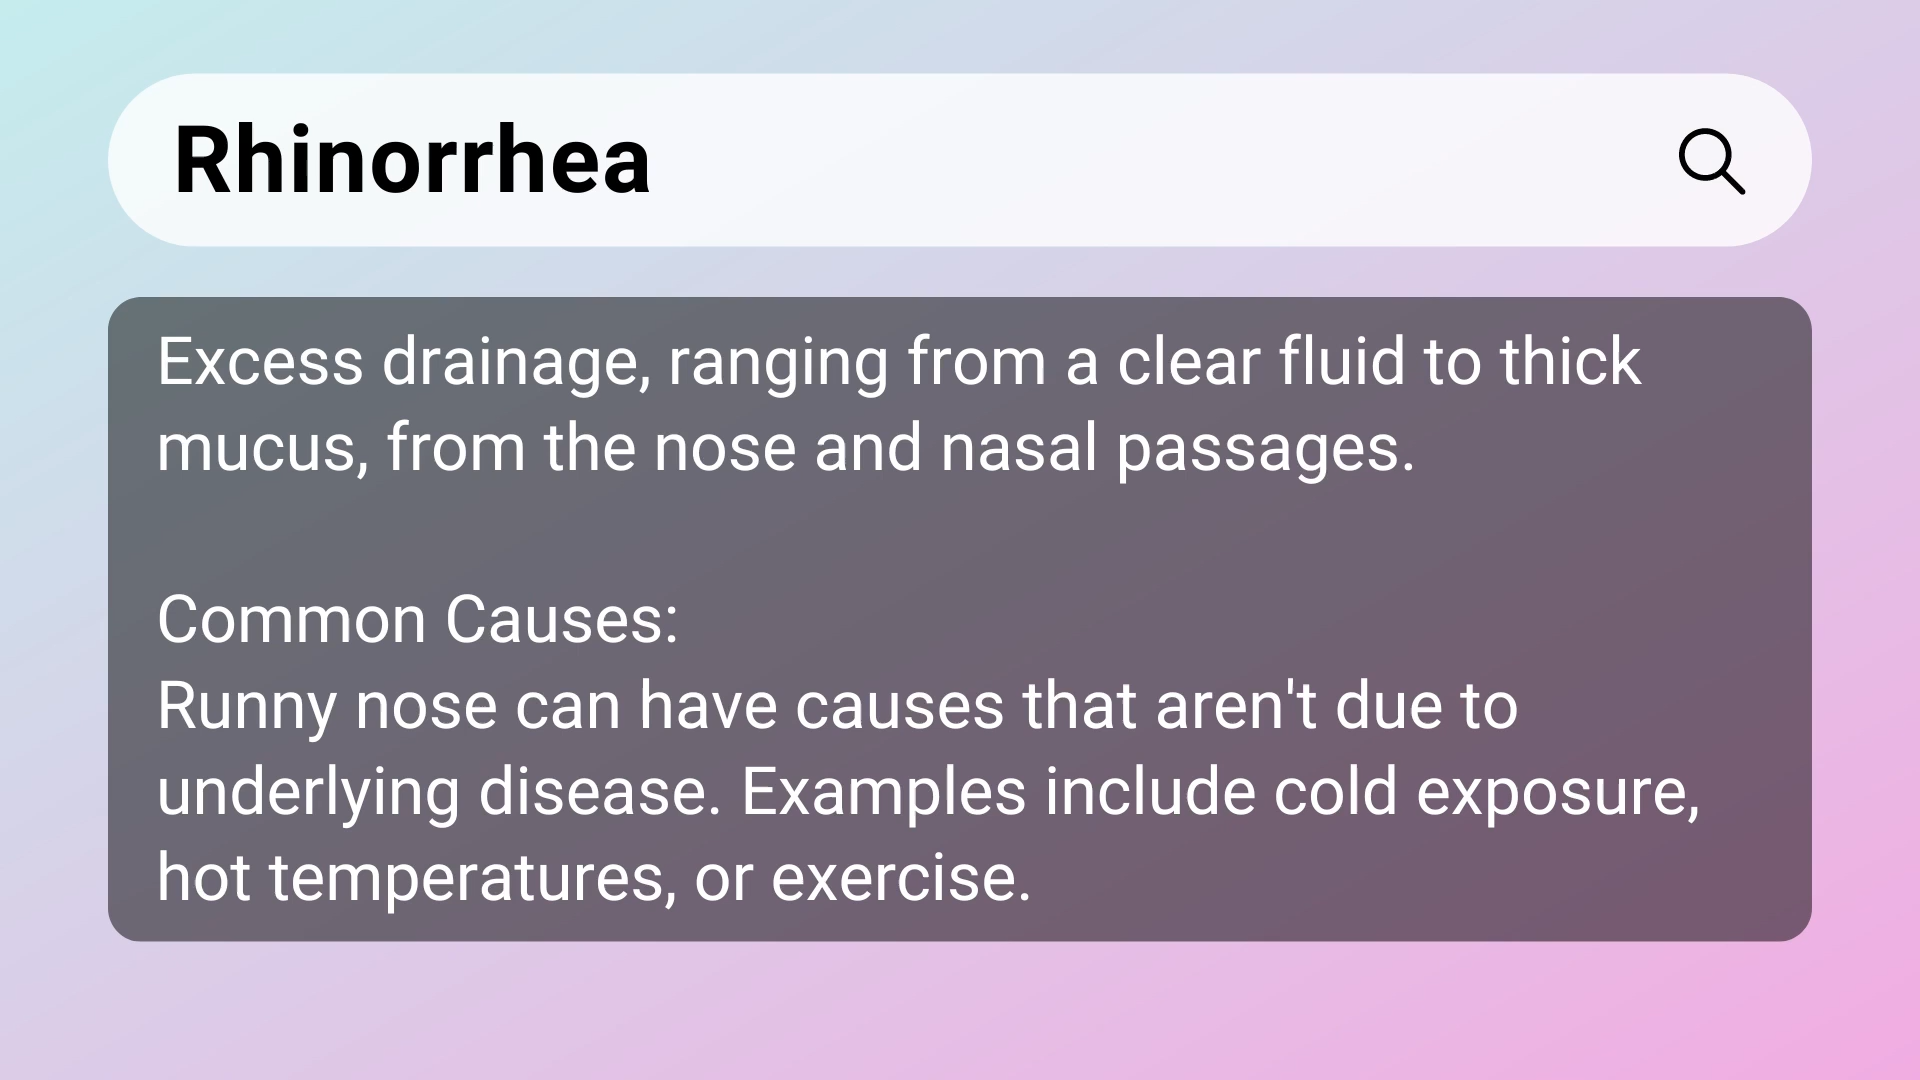 Rhinorrhea
Excess drainage, ranging from a clear fluid to thick
mucus, from the nose and nasal passages.
Common Causes:
Runny nose can have causes that aren't due to
underlying disease. Examples include cold exposure,
hot temperatures, or exercise.